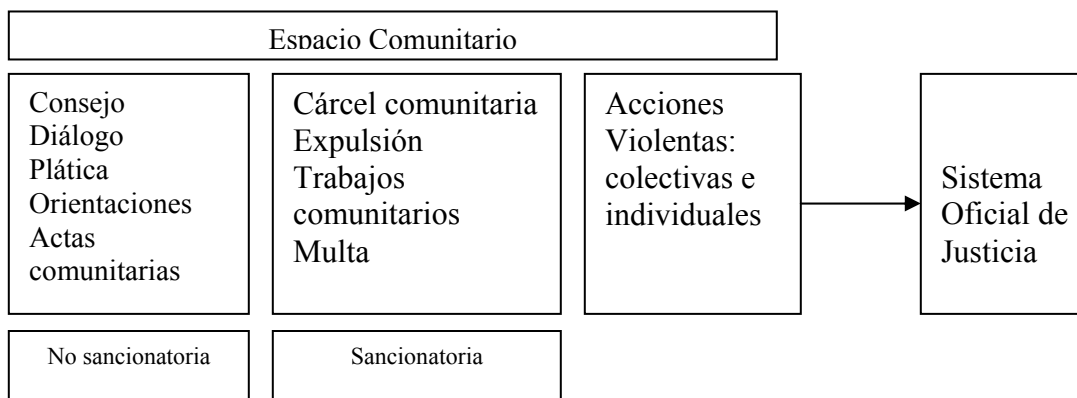 Espacio Comunitario
Consejo
Diálogo
Plática
Orientaciones
Actas
comunitarias
Cárcel comunitaria
Expulsión
Trabajos
comunitarios
Multa
Acciones
Violentas:
colectivas e
individuales
Sistema
Oficial de
Justicia
No sancionatoria
Sancionatoria